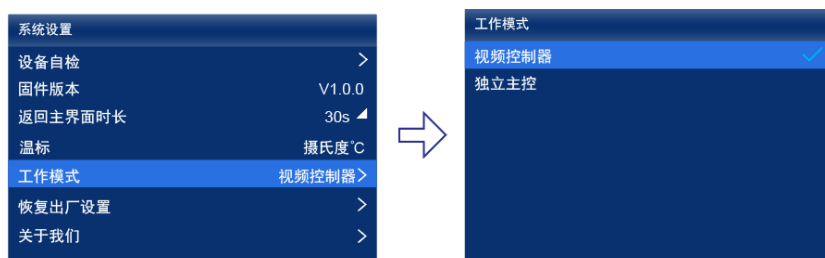 系统设置
设备自检
固件版本 V1.0.0
返回主界面时长 30s
温标 摄氏度℃
工作模式 视频控制器
恢复出厂设置
关于我们
工作模式
视频控制器
独立主控